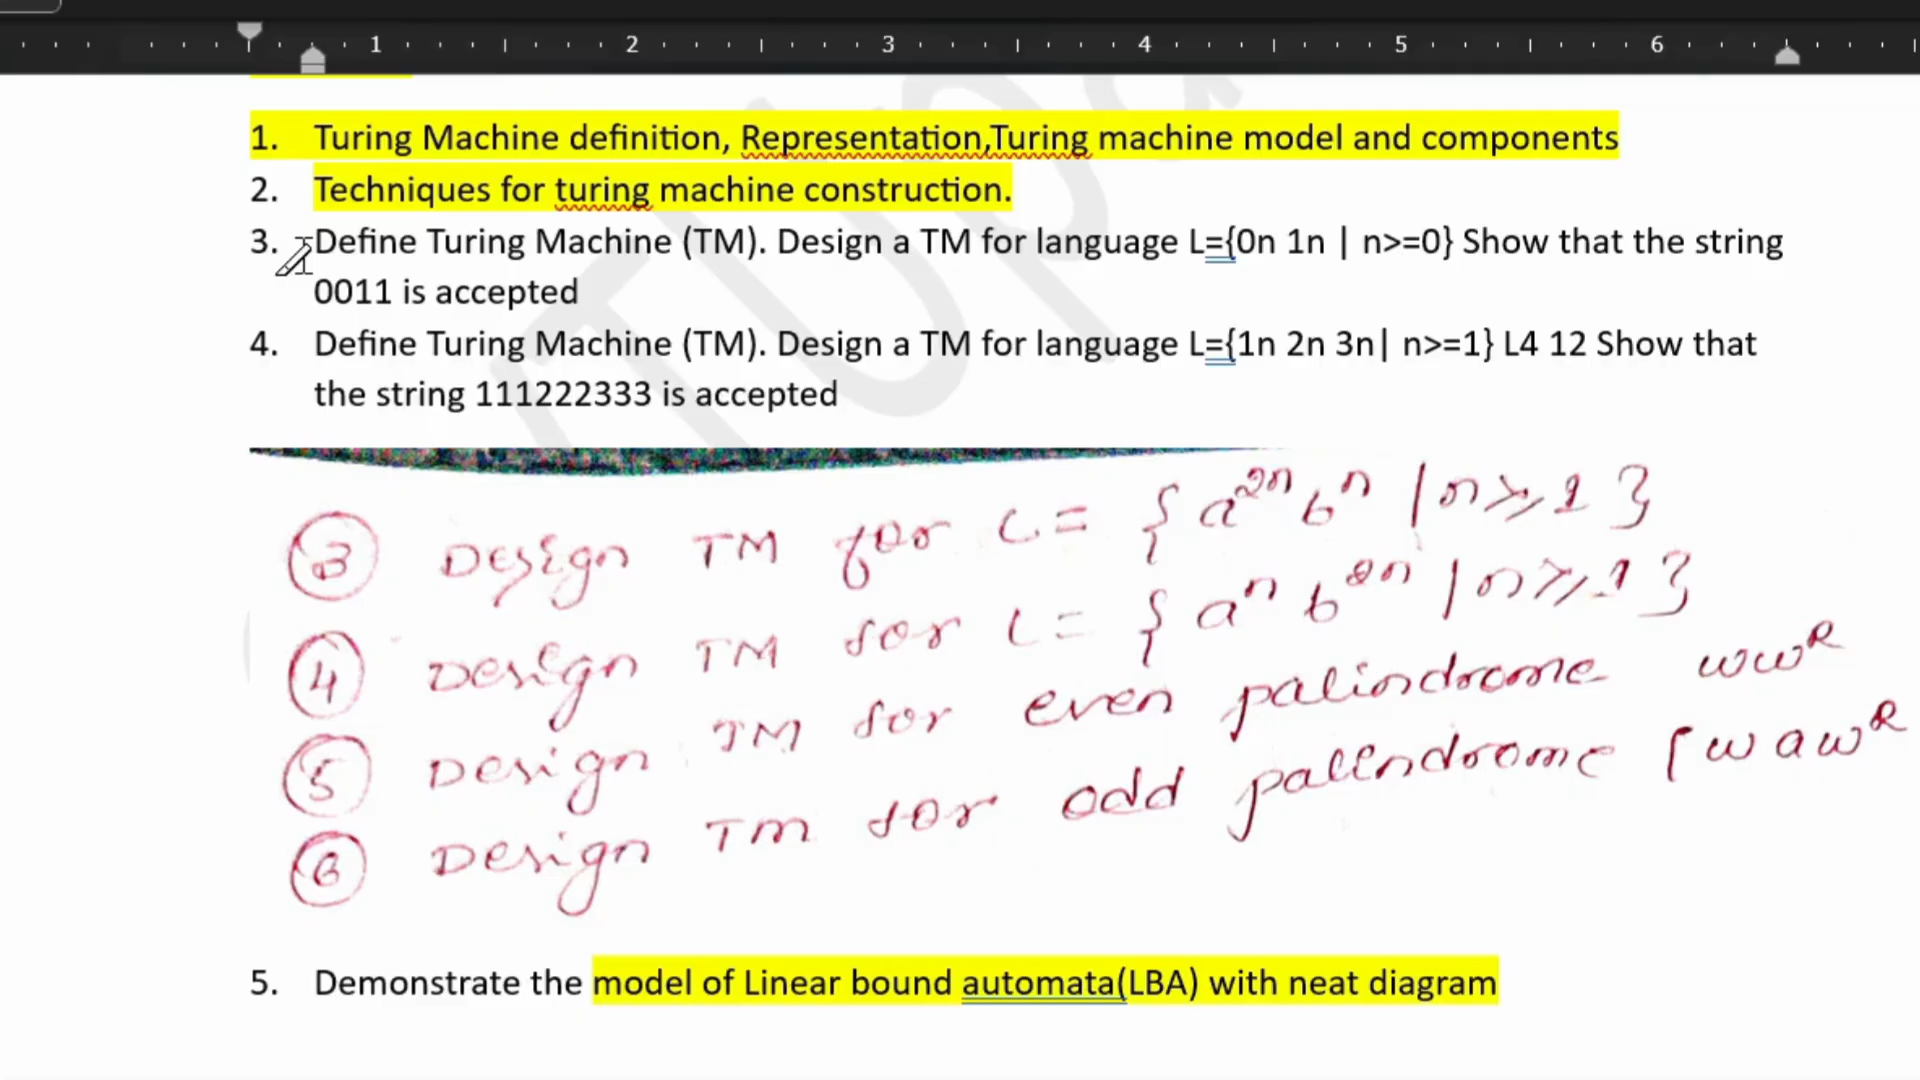 1 2 3 4 5 6
1. Turing Machine definition, Representation,Turing machine model and components
2. Techniques for turing machine construction.
3. Define Turing Machine (TM). Design a TM for language L={0n 1n | n>=0} Show that the string
0011 is accepted
4. Define Turing Machine (TM). Design a TM for language L={1n 2n 3n| n>=1} L4 12 Show that
the string 111222333 is accepted
③ Design TM for L = { a²ⁿ bⁿ | n≥1 }
④ Design TM for L = { aⁿ b²ⁿ | n≥1 }
⑤ Design TM for even palindrome wwᴿ
⑥ Design TM for odd palindrome [ w a wᴿ
5. Demonstrate the model of Linear bound automata(LBA) with neat diagram